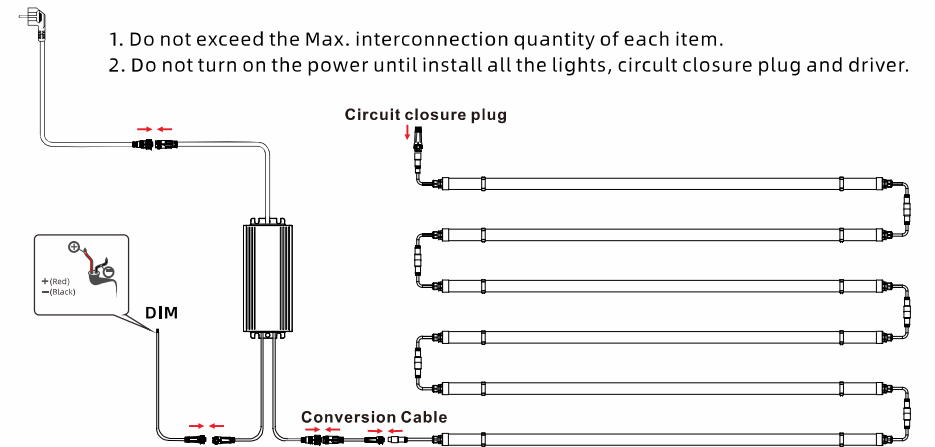 1. Do not exceed the Max. interconnection quantity of each item.
2. Do not turn on the power until install all the lights, circult closure plug and driver.
Circuit closure plug
+(Red)
−(Black)
DIM
Conversion Cable